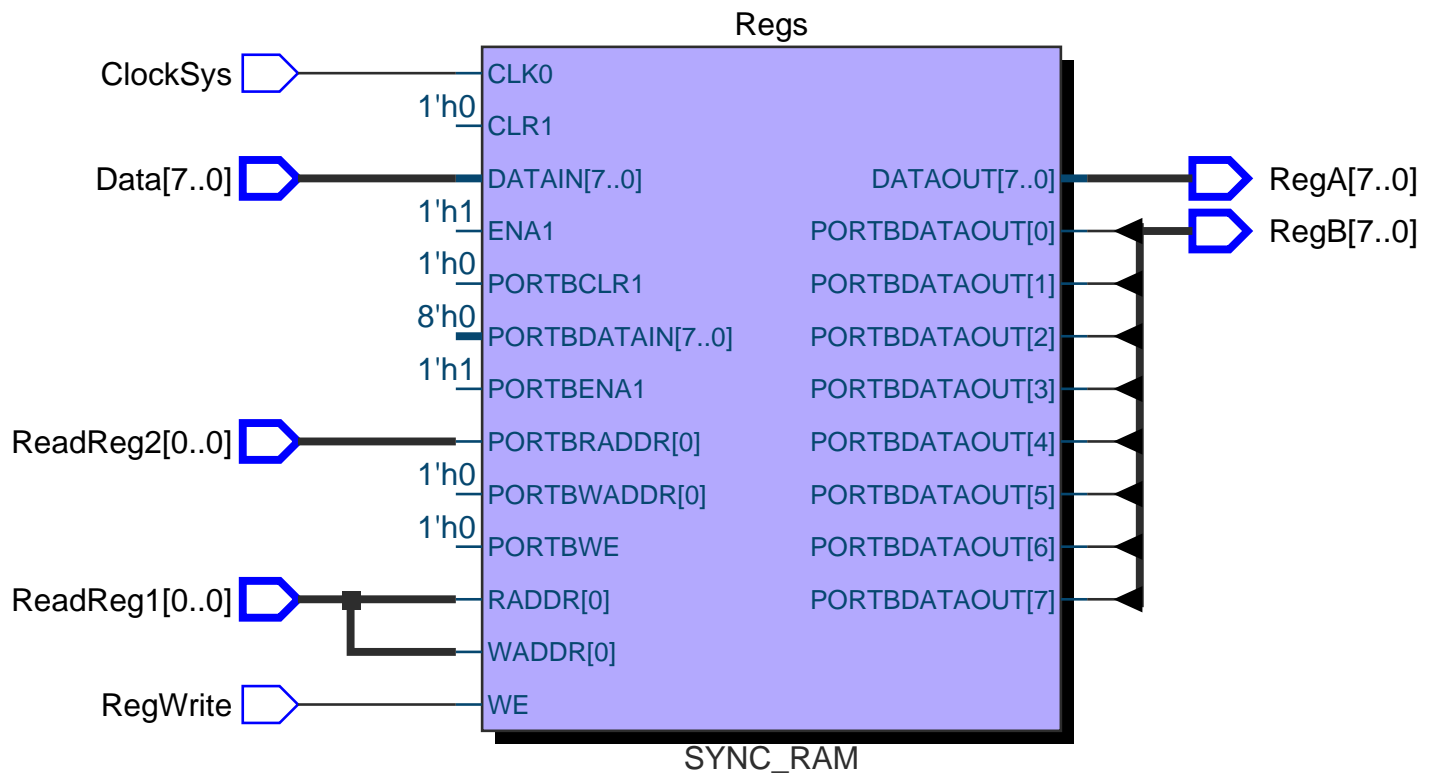 Regs
ClockSys
CLK0
1'h0
CLR1
Data[7..0]
DATAIN[7..0]
DATAOUT[7..0]
RegA[7..0]
1'h1
ENA1
PORTBDATAOUT[0]
RegB[7..0]
1'h0
PORTBCLR1
PORTBDATAOUT[1]
8'h0
PORTBDATAIN[7..0]
PORTBDATAOUT[2]
1'h1
PORTBENA1
PORTBDATAOUT[3]
ReadReg2[0..0]
PORTBRADDR[0]
PORTBDATAOUT[4]
1'h0
PORTBWADDR[0]
PORTBDATAOUT[5]
1'h0
PORTBWE
PORTBDATAOUT[6]
ReadReg1[0..0]
RADDR[0]
PORTBDATAOUT[7]
WADDR[0]
RegWrite
WE
SYNC_RAM